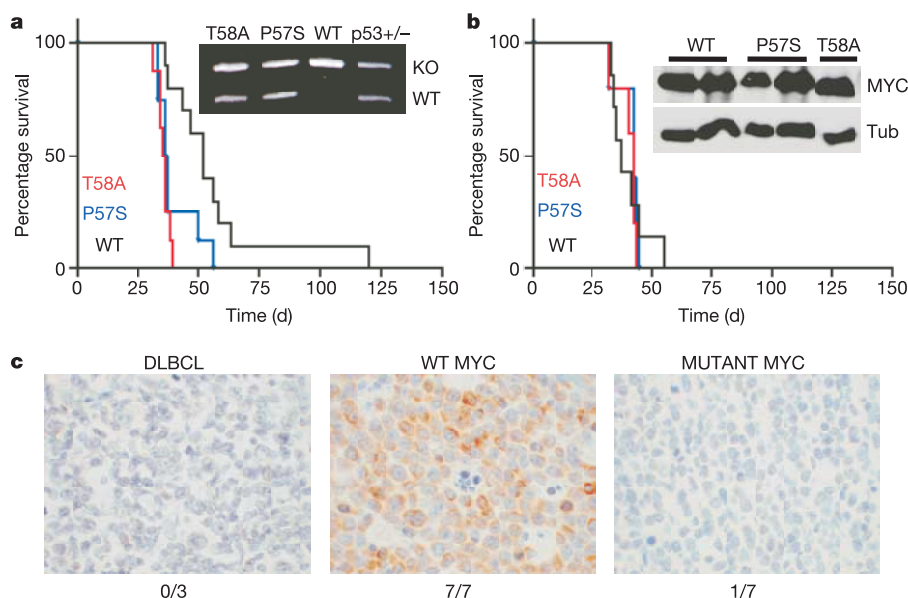 a
T58A P57S WT p53+/–
KO
WT
Percentage survival
100
50
0
T58A
P57S
WT
0 25 50 75 100 125 150
Time (d)
b
WT P57S T58A
MYC
Tub
Percentage survival
100
50
0
T58A
P57S
WT
0 25 50 75 100 125 150
Time (d)
c
DLBCL WT MYC MUTANT MYC
0/3 7/7 1/7